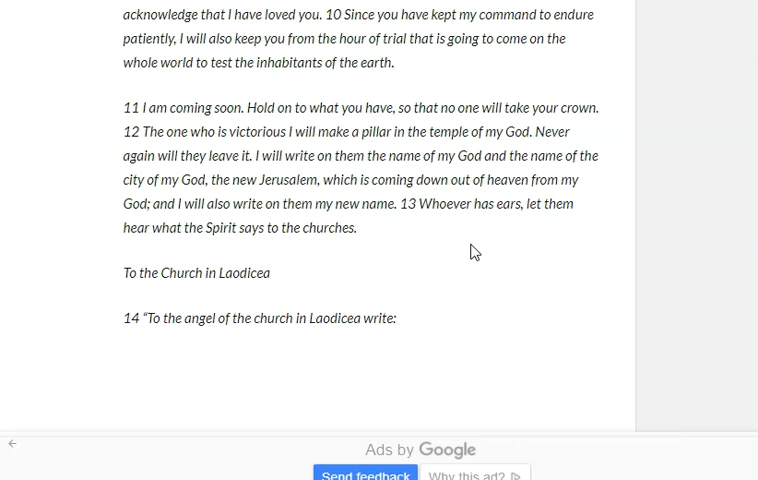 acknowledge that I have loved you. 10 Since you have kept my command to endure
patiently, I will also keep you from the hour of trial that is going to come on the
whole world to test the inhabitants of the earth.
11 I am coming soon. Hold on to what you have, so that no one will take your crown.
12 The one who is victorious I will make a pillar in the temple of my God. Never
again will they leave it. I will write on them the name of my God and the name of the
city of my God, the new Jerusalem, which is coming down out of heaven from my
God; and I will also write on them my new name. 13 Whoever has ears, let them
hear what the Spirit says to the churches.
To the Church in Laodicea
14 “To the angel of the church in Laodicea write:
Ads by Google
Send feedback Why this ad?